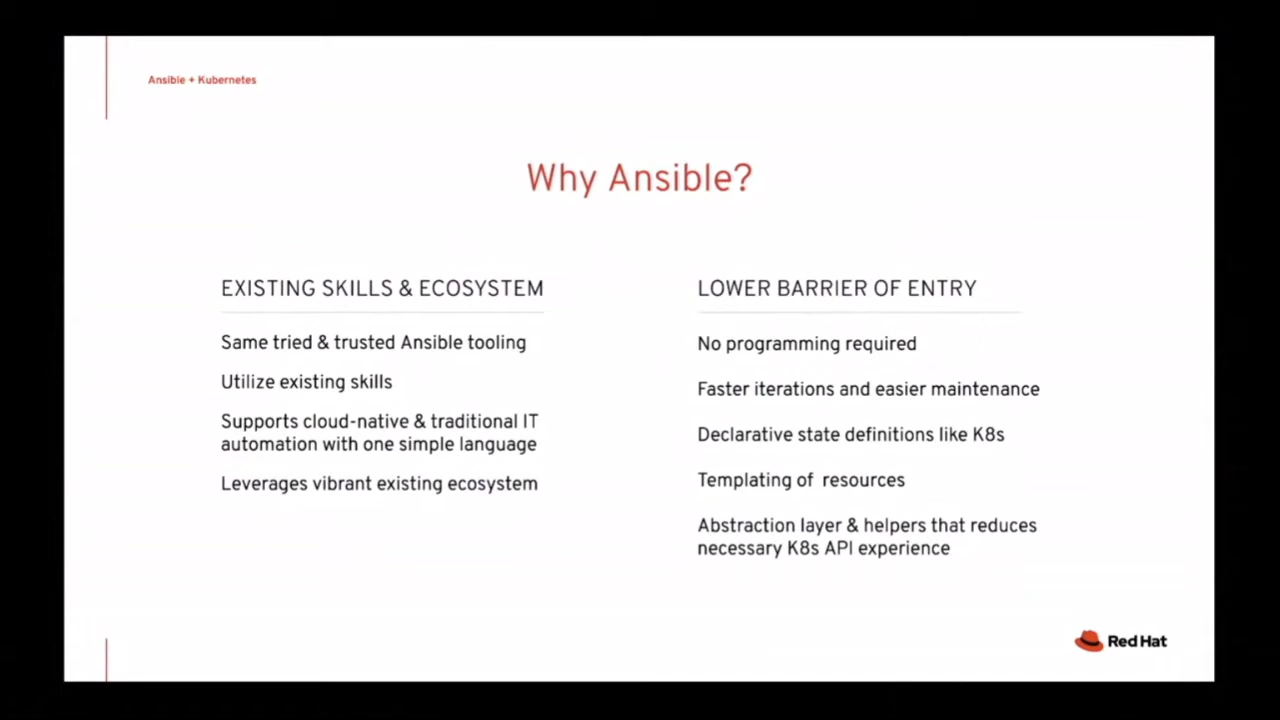 Ansible + Kubernetes
Why Ansible?
EXISTING SKILLS & ECOSYSTEM
Same tried & trusted Ansible tooling
Utilize existing skills
Supports cloud-native & traditional IT
automation with one simple language
Leverages vibrant existing ecosystem
LOWER BARRIER OF ENTRY
No programming required
Faster iterations and easier maintenance
Declarative state definitions like K8s
Templating of resources
Abstraction layer & helpers that reduces
necessary K8s API experience
Red Hat